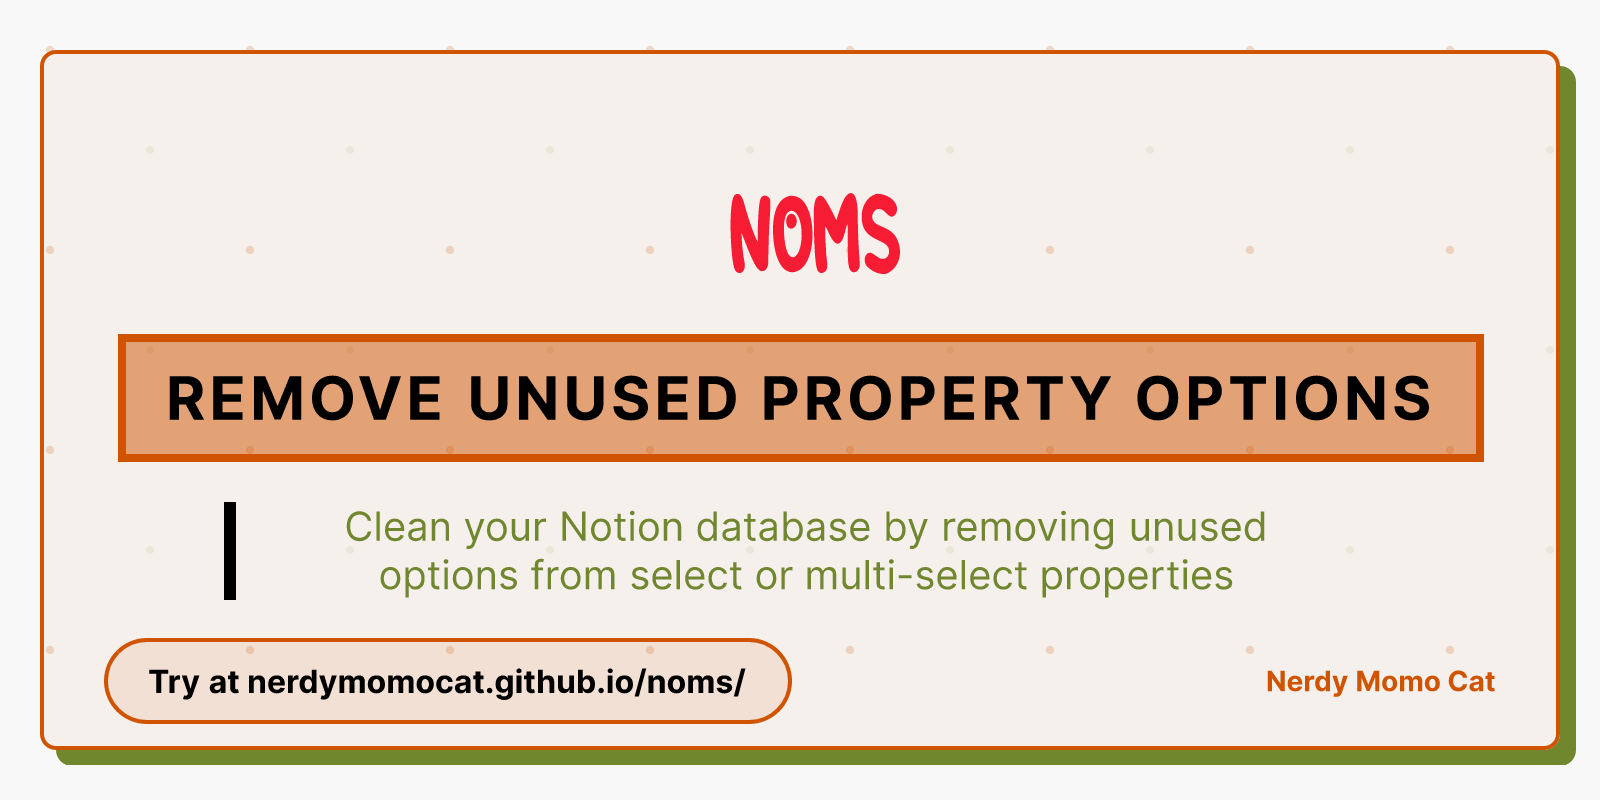 NOMS
REMOVE UNUSED PROPERTY OPTIONS
Clean your Notion database by removing unused
options from select or multi-select properties
Try at nerdymomocat.github.io/noms/
Nerdy Momo Cat